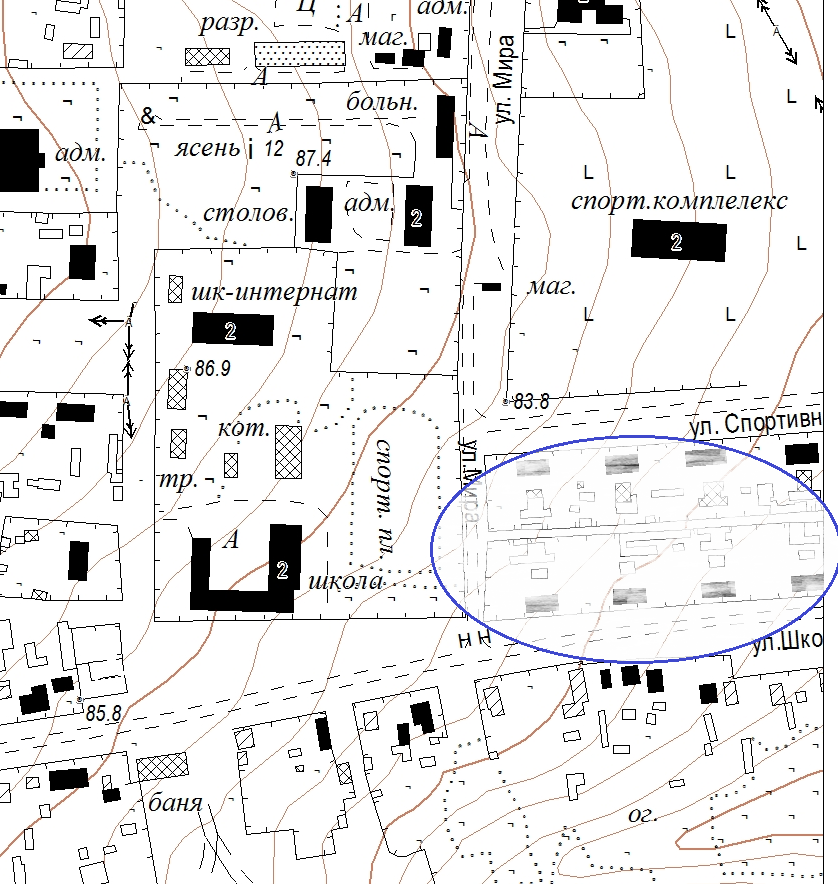 Ц
А
адм.
разр.
маг.
ул. Мира
А
А
больн.
&
А
А
ясень 12
87.4
адм.
столов.
адм.
2
спорт.комплелекс
2
шк-интернат
маг.
2
А
86.9
83.8
А
кот.
ул. Спортивн
ул.Мира
тр.
спорт. пл.
А
2
школа
Н Н
ул.Шко
85.8
баня
ог.